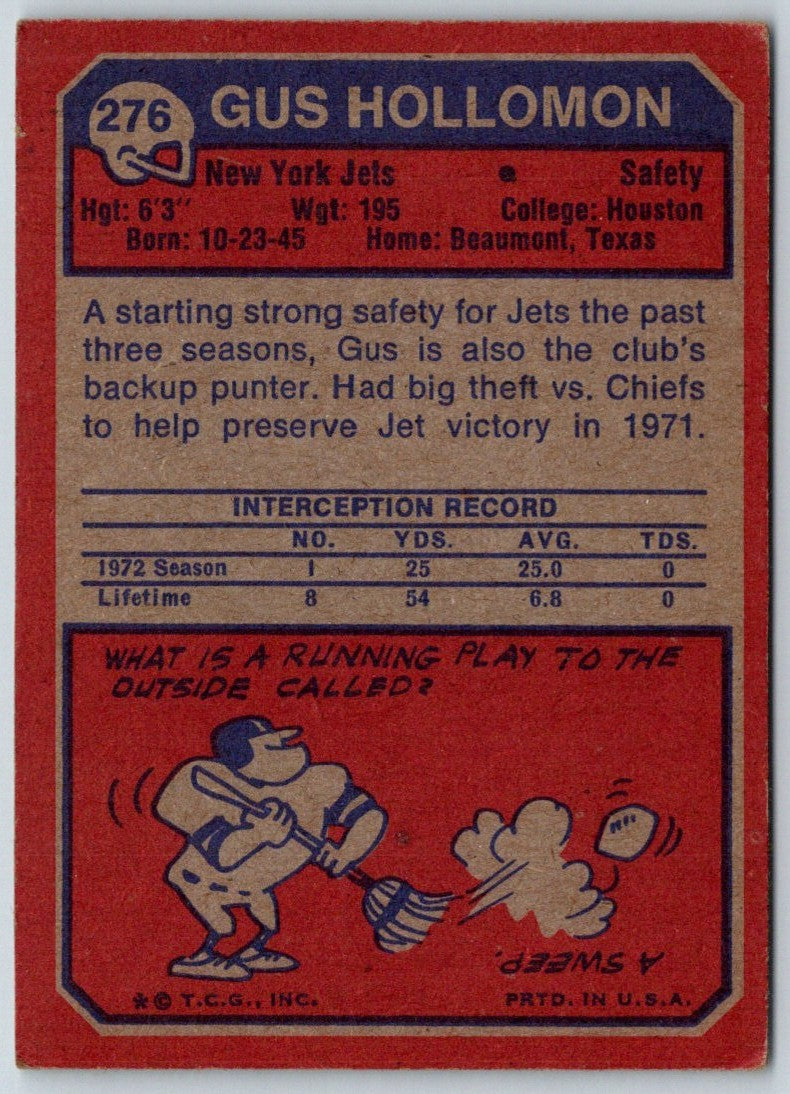 276 GUS HOLLOMON
New York Jets • Safety
Hgt: 6'3" Wgt: 195 College: Houston
Born: 10-23-45 Home: Beaumont, Texas
A starting strong safety for Jets the past
three seasons, Gus is also the club's
backup punter. Had big theft vs. Chiefs
to help preserve Jet victory in 1971.
INTERCEPTION RECORD
NO. YDS. AVG. TDS.
1972 Season 1 25 25.0 0
Lifetime 8 54 6.8 0
WHAT IS A RUNNING PLAY TO THE
OUTSIDE CALLED?
A SWEEP.
* © T.C.G., INC. PRTD. IN U.S.A.